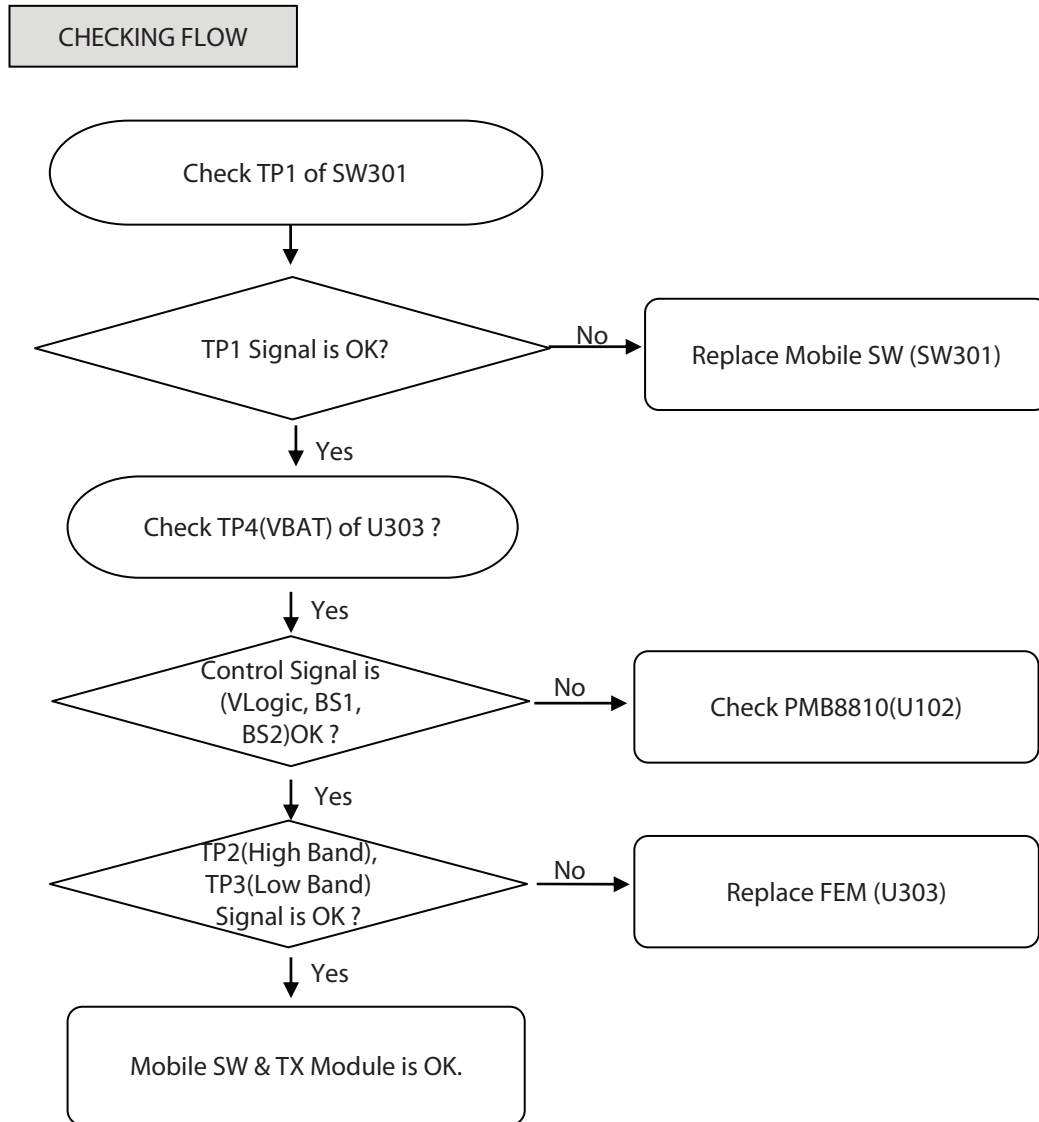 CHECKING FLOW
Check TP1 of SW301
TP1 Signal is OK?
No
Replace Mobile SW (SW301)
Yes
Check TP4(VBAT) of U303 ?
Yes
Control Signal is
(VLogic, BS1,
BS2)OK ?
No
Check PMB8810(U102)
Yes
TP2(High Band),
TP3(Low Band)
Signal is OK ?
No
Replace FEM (U303)
Yes
Mobile SW & TX Module is OK.